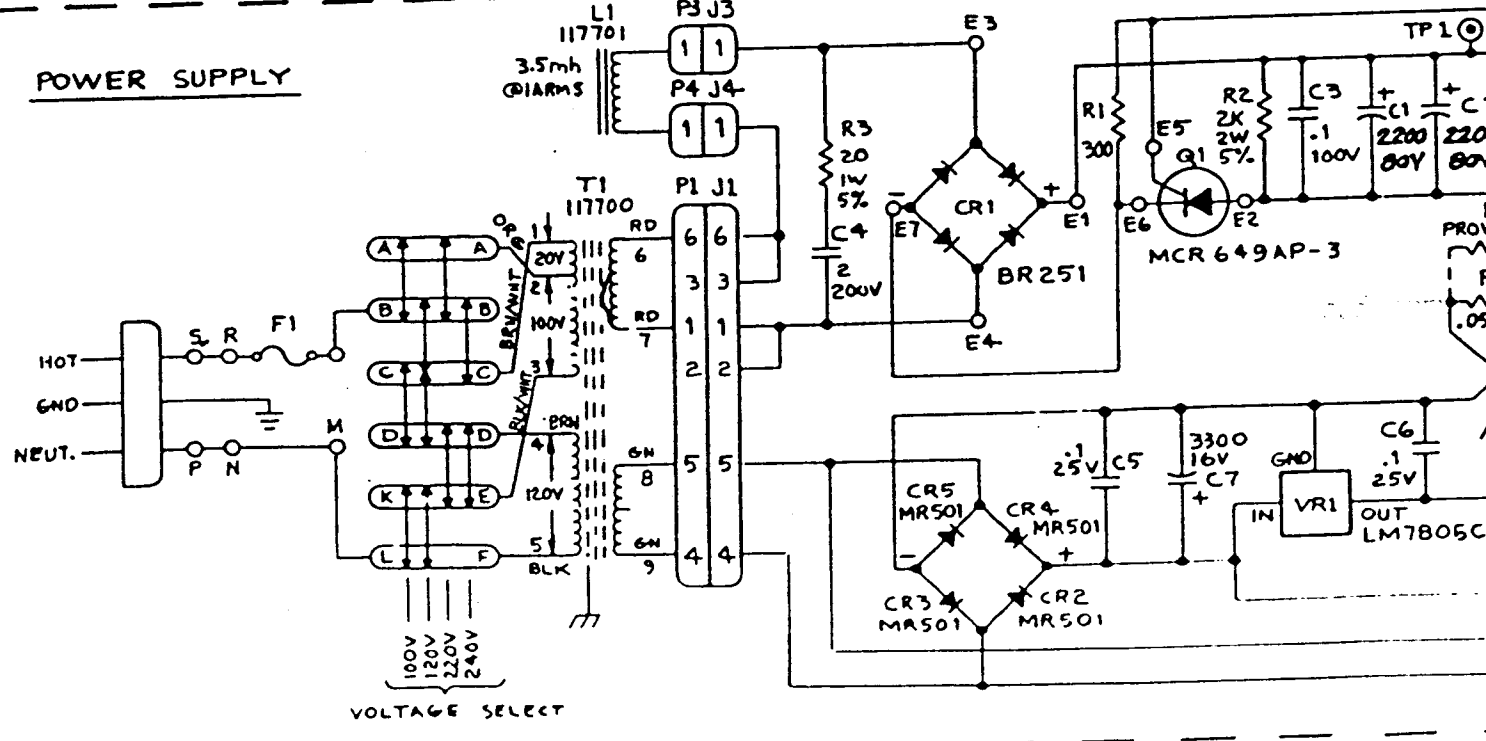 POWER SUPPLY
L1
117701
3.5mh
@1ARMS
P3 J3
1 1
P4 J4
1 1
E3
TP1
R3
20
1W
5%
C4
2
200V
CR1
BR251
+
E1
−
E7
E4
R1
300
E5
Q1
E6
E2
MCR649AP-3
R2
2K
2W
5%
C3
.1
100V
+
C1
2200
80V
+
T1
117700
P1 J1
6 6
3 3
1 1
2 2
5 5
4 4
ORG
BRN/WHT
BLK/WHT
BRN
BLK
1
20V
2
100V
3
4
120V
5
RD
6
RD
7
GN
8
GN
9
A A
B B
C C
D D
K E
L F
HOT
GND
NEUT.
S R
F1
P N
M
100V
120V
220V
240V
VOLTAGE SELECT
CR5
MR501
CR4
MR501
CR3
MR501
CR2
MR501
−
+
.1
25V
C5
3300
16V
C7
+
GND
VR1
IN
OUT
LM7805C
C6
.1
25V